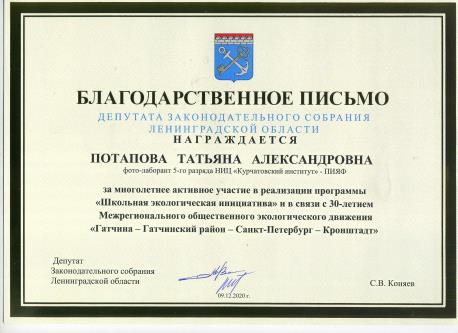 БЛАГОДАРСТВЕННОЕ ПИСЬМО
ДЕПУТАТА ЗАКОНОДАТЕЛЬНОГО СОБРАНИЯ
ЛЕНИНГРАДСКОЙ ОБЛАСТИ
НАГРАЖДАЕТСЯ
ПОТАПОВА ТАТЬЯНА АЛЕКСАНДРОВНА
фото-лаборант 5-го разряда НИЦ «Курчатовский институт» - ПИЯФ
за многолетнее активное участие в реализации программы
«Школьная экологическая инициатива» и в связи с 30-летием
Межрегионального общественного экологического движения
«Гатчина – Гатчинский район – Санкт-Петербург – Кронштадт»
Депутат
Законодательного собрания
Ленинградской области
С.В. Коняев
09.12.2020 г.